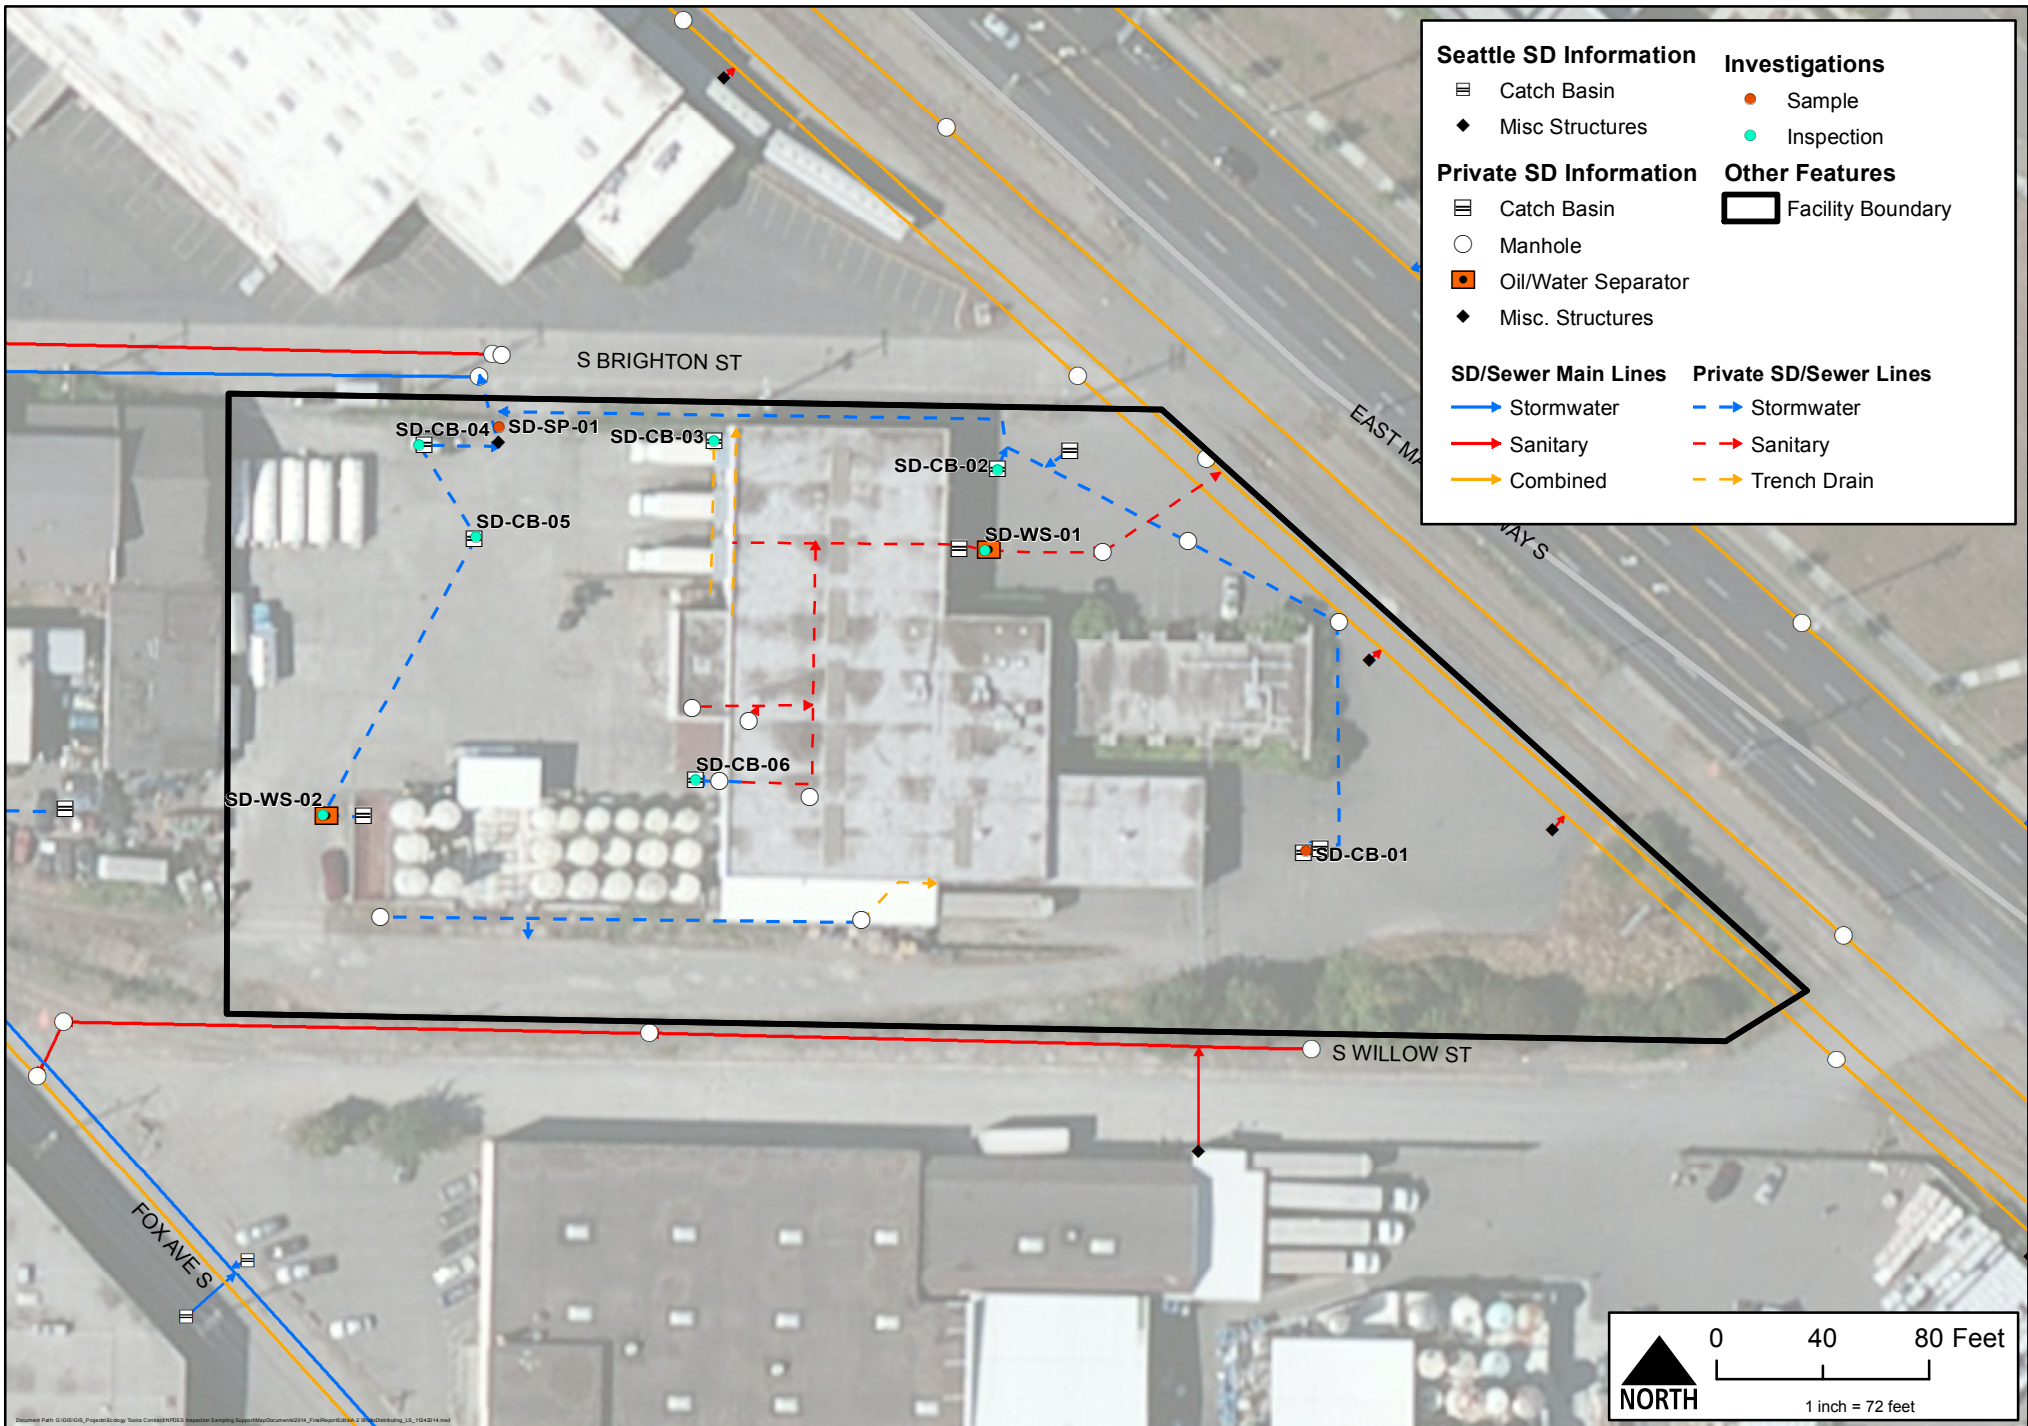 Seattle SD Information
Catch Basin
Misc Structures
Private SD Information
Catch Basin
Manhole
Oil/Water Separator
Misc. Structures
Investigations
Sample
Inspection
Other Features
Facility Boundary
SD/Sewer Main Lines
Stormwater
Sanitary
Combined
Private SD/Sewer Lines
Stormwater
Sanitary
Trench Drain
S BRIGHTON ST
EAST MA
WAY S
SD-CB-04
SD-SP-01
SD-CB-03
SD-CB-02
SD-CB-05
SD-WS-01
SD-CB-06
SD-WS-02
SD-CB-01
S WILLOW ST
FOX AVE S
NORTH
0 40 80 Feet
1 inch = 72 feet